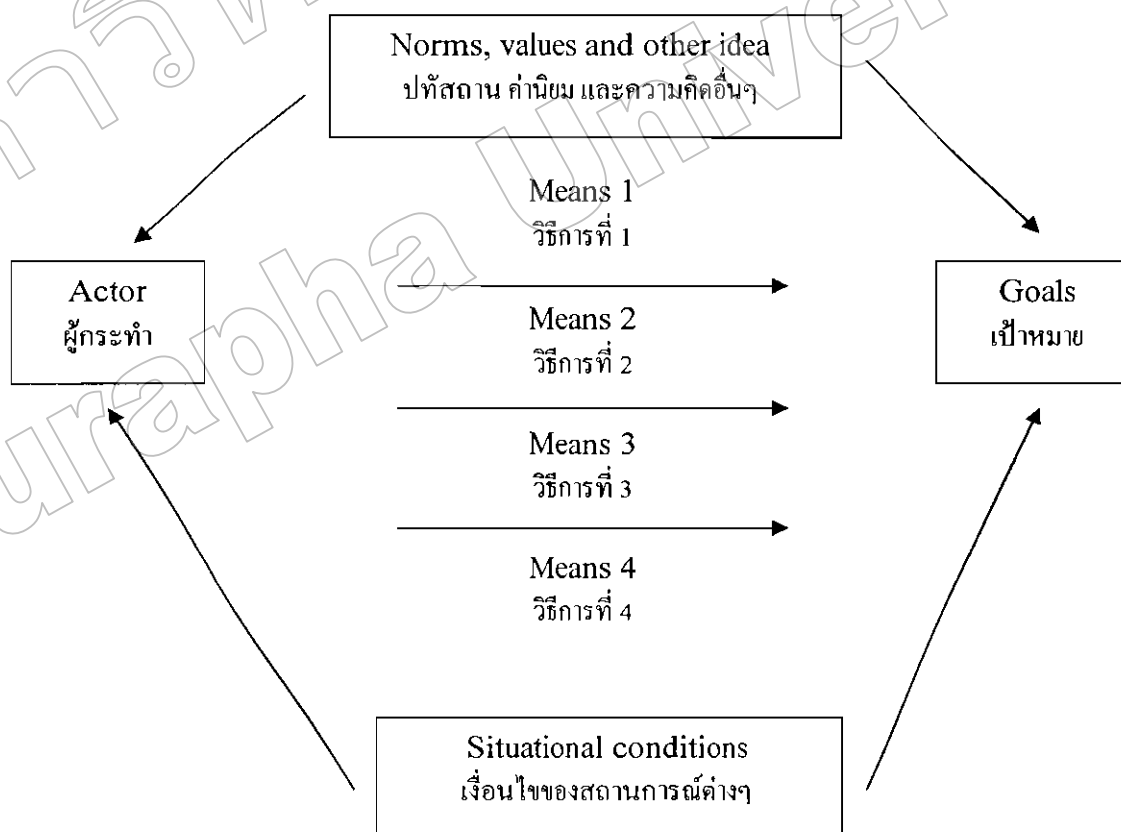 Norms, values and other idea
ปทัสถาน ค่านิยม และความคิดอื่นๆ
Means 1
วิธีการที่ 1
Actor
ผู้กระทำ
Goals
เป้าหมาย
Means 2
วิธีการที่ 2
Means 3
วิธีการที่ 3
Means 4
วิธีการที่ 4
Situational conditions
เงื่อนไขของสถานการณ์ต่างๆ